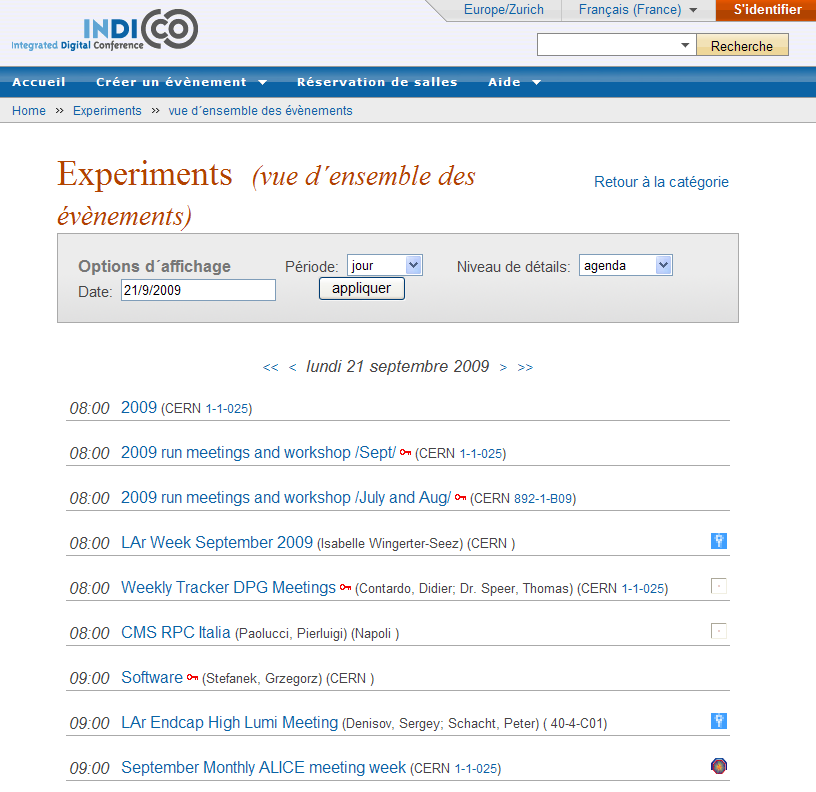 INDICO
Integrated Digital Conference
Europe/Zurich
Français (France)
S'identifier
Recherche
Accueil Créer un évènement Réservation de salles Aide
Home » Experiments » vue d´ensemble des évènements
Experiments (vue d´ensemble des
évènements)
Retour à la catégorie
Options d´affichage Période: jour Niveau de détails: agenda
Date: 21/9/2009 appliquer
<< < lundi 21 septembre 2009 > >>
08:00 2009 (CERN 1-1-025)
08:00 2009 run meetings and workshop /Sept/ (CERN 1-1-025)
08:00 2009 run meetings and workshop /July and Aug/ (CERN 892-1-B09)
08:00 LAr Week September 2009 (Isabelle Wingerter-Seez) (CERN )
08:00 Weekly Tracker DPG Meetings (Contardo, Didier; Dr. Speer, Thomas) (CERN 1-1-025)
08:00 CMS RPC Italia (Paolucci, Pierluigi) (Napoli )
09:00 Software (Stefanek, Grzegorz) (CERN )
09:00 LAr Endcap High Lumi Meeting (Denisov, Sergey; Schacht, Peter) ( 40-4-C01)
09:00 September Monthly ALICE meeting week (CERN 1-1-025)